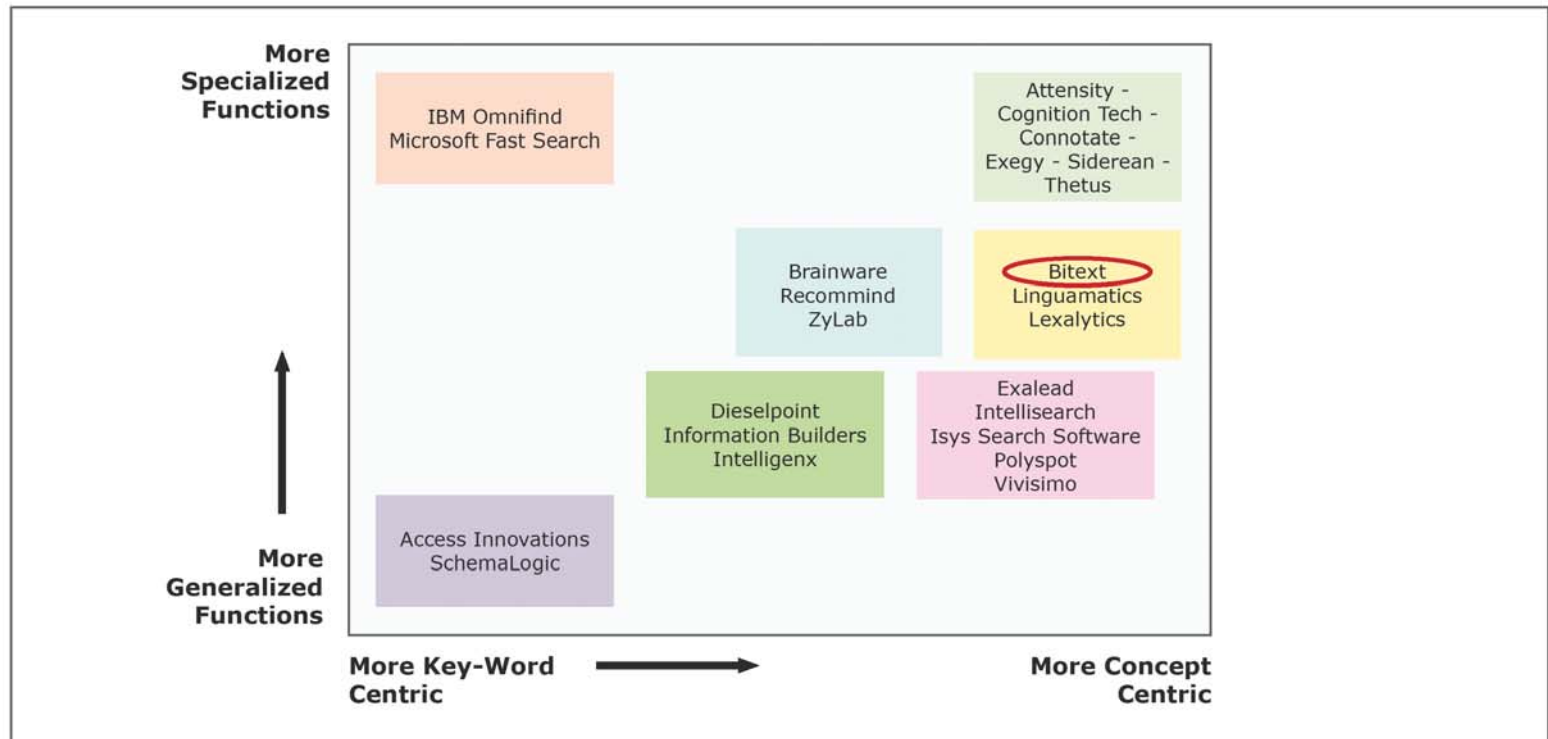 More
Specialized
Functions
IBM Omnifind
Microsoft Fast Search
Attensity -
Cognition Tech -
Connotate -
Exegy - Siderean -
Thetus
Brainware
Recommind
ZyLab
Bitext
Linguamatics
Lexalytics
Dieselpoint
Information Builders
Intelligenx
Exalead
Intellisearch
Isys Search Software
Polyspot
Vivisimo
Access Innovations
SchemaLogic
More
Generalized
Functions
More Key-Word
Centric
More Concept
Centric